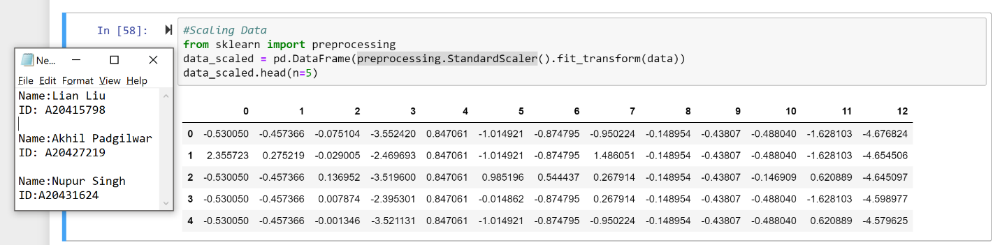 In [58]:
#Scaling Data
from sklearn import preprocessing
data_scaled = pd.DataFrame(preprocessing.StandardScaler().fit_transform(data))
data_scaled.head(n=5)
Ne...
File Edit Format View Help
Name:Lian Liu
ID: A20415798
Name:Akhil Padgilwar
ID: A20427219
Name:Nupur Singh
ID:A20431624
0 1 2 3 4 5 6 7 8 9 10 11 12
0 -0.530050 -0.457366 -0.075104 -3.552420 0.847061 -1.014921 -0.874795 -0.950224 -0.148954 -0.43807 -0.488040 -1.628103 -4.676824
1 2.355723 0.275219 -0.029005 -2.469693 0.847061 -1.014921 -0.874795 1.486051 -0.148954 -0.43807 -0.488040 -1.628103 -4.654506
2 -0.530050 -0.457366 0.136952 -3.519600 0.847061 0.985196 0.544437 0.267914 -0.148954 -0.43807 -0.146909 0.620889 -4.645097
3 -0.530050 -0.457366 0.007874 -2.395301 0.847061 -0.014862 -0.874795 0.267914 -0.148954 -0.43807 -0.488040 -1.628103 -4.598977
4 -0.530050 -0.457366 -0.001346 -3.521131 0.847061 -1.014921 -0.874795 -0.950224 -0.148954 -0.43807 -0.488040 0.620889 -4.579625